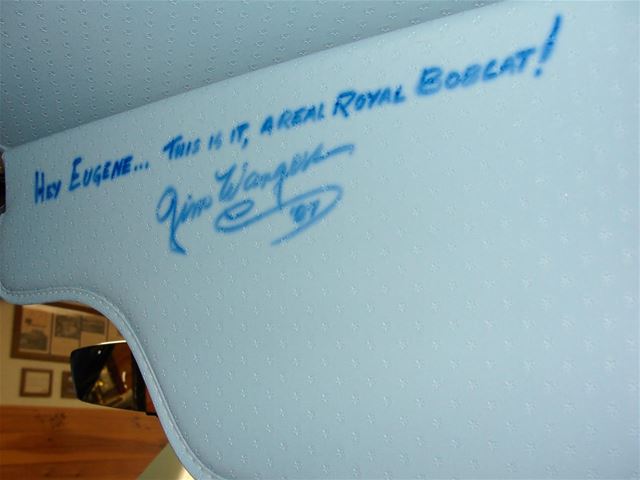 HEY EUGENE... THIS IS IT, A REAL ROYAL BOBCAT!
Jim Wangers
'07